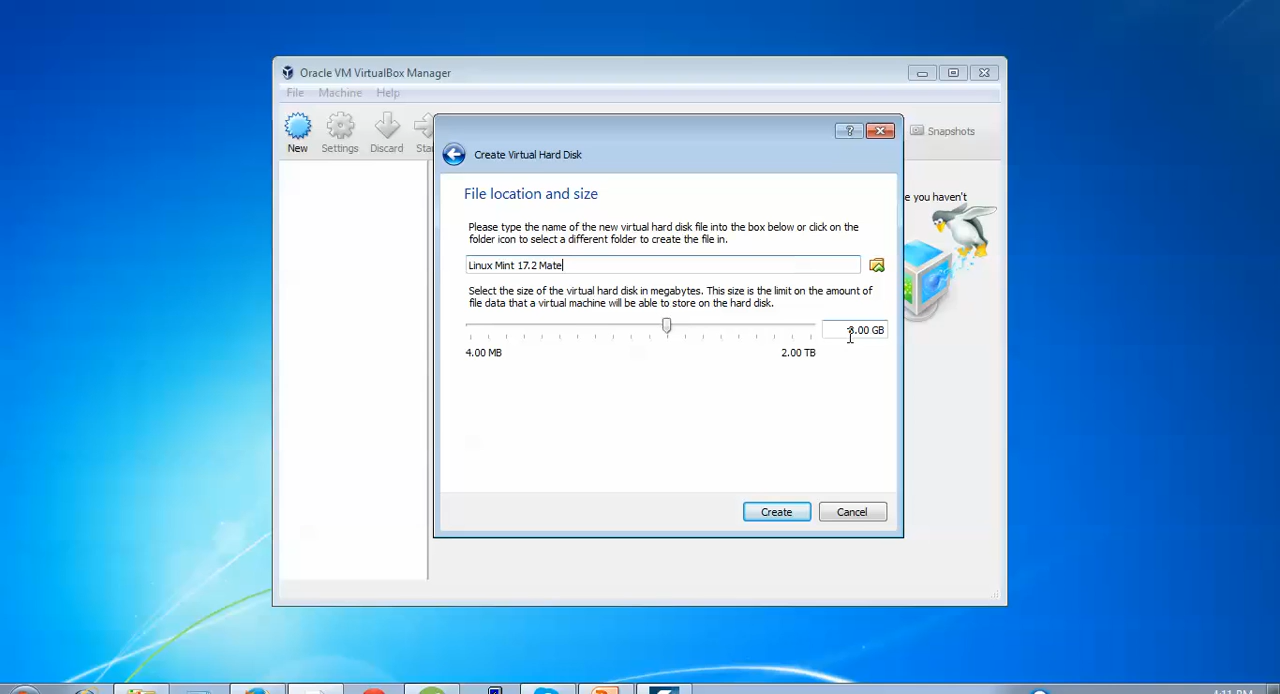 Oracle VM VirtualBox Manager
File Machine Help
New Settings Discard
Snapshots
Create Virtual Hard Disk
File location and size
e you haven't
Please type the name of the new virtual hard disk file into the box below or click on the
folder icon to select a different folder to create the file in.
Linux Mint 17.2 Mate
Select the size of the virtual hard disk in megabytes. This size is the limit on the amount of
file data that a virtual machine will be able to store on the hard disk.
8.00 GB
4.00 MB 2.00 TB
Create Cancel